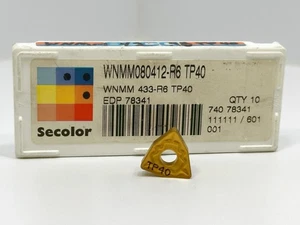 WNMM080412-R6 TP40
WNMM 433-R6 TP40
EDP 78341
QTY 10
740 78341
111111 / 601
001
Secolor
TP40